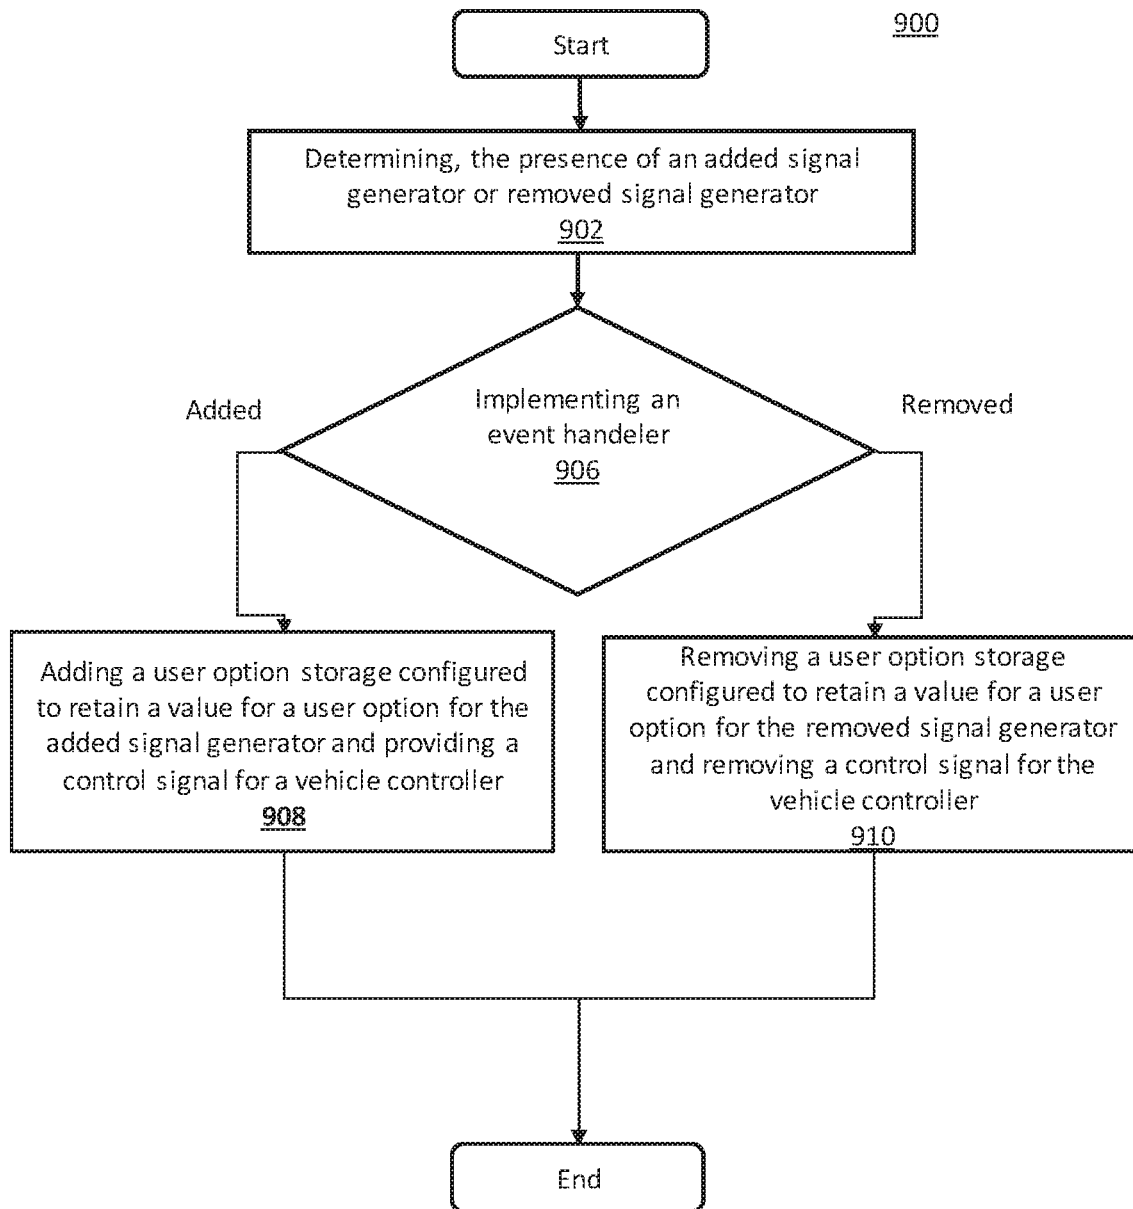 900
Start
Determining, the presence of an added signal
generator or removed signal generator
902
Implementing an
event handeler
906
Added
Removed
Adding a user option storage configured
to retain a value for a user option for the
added signal generator and providing a
control signal for a vehicle controller
908
Removing a user option storage
configured to retain a value for a user
option for the removed signal generator
and removing a control signal for the
vehicle controller
910
End